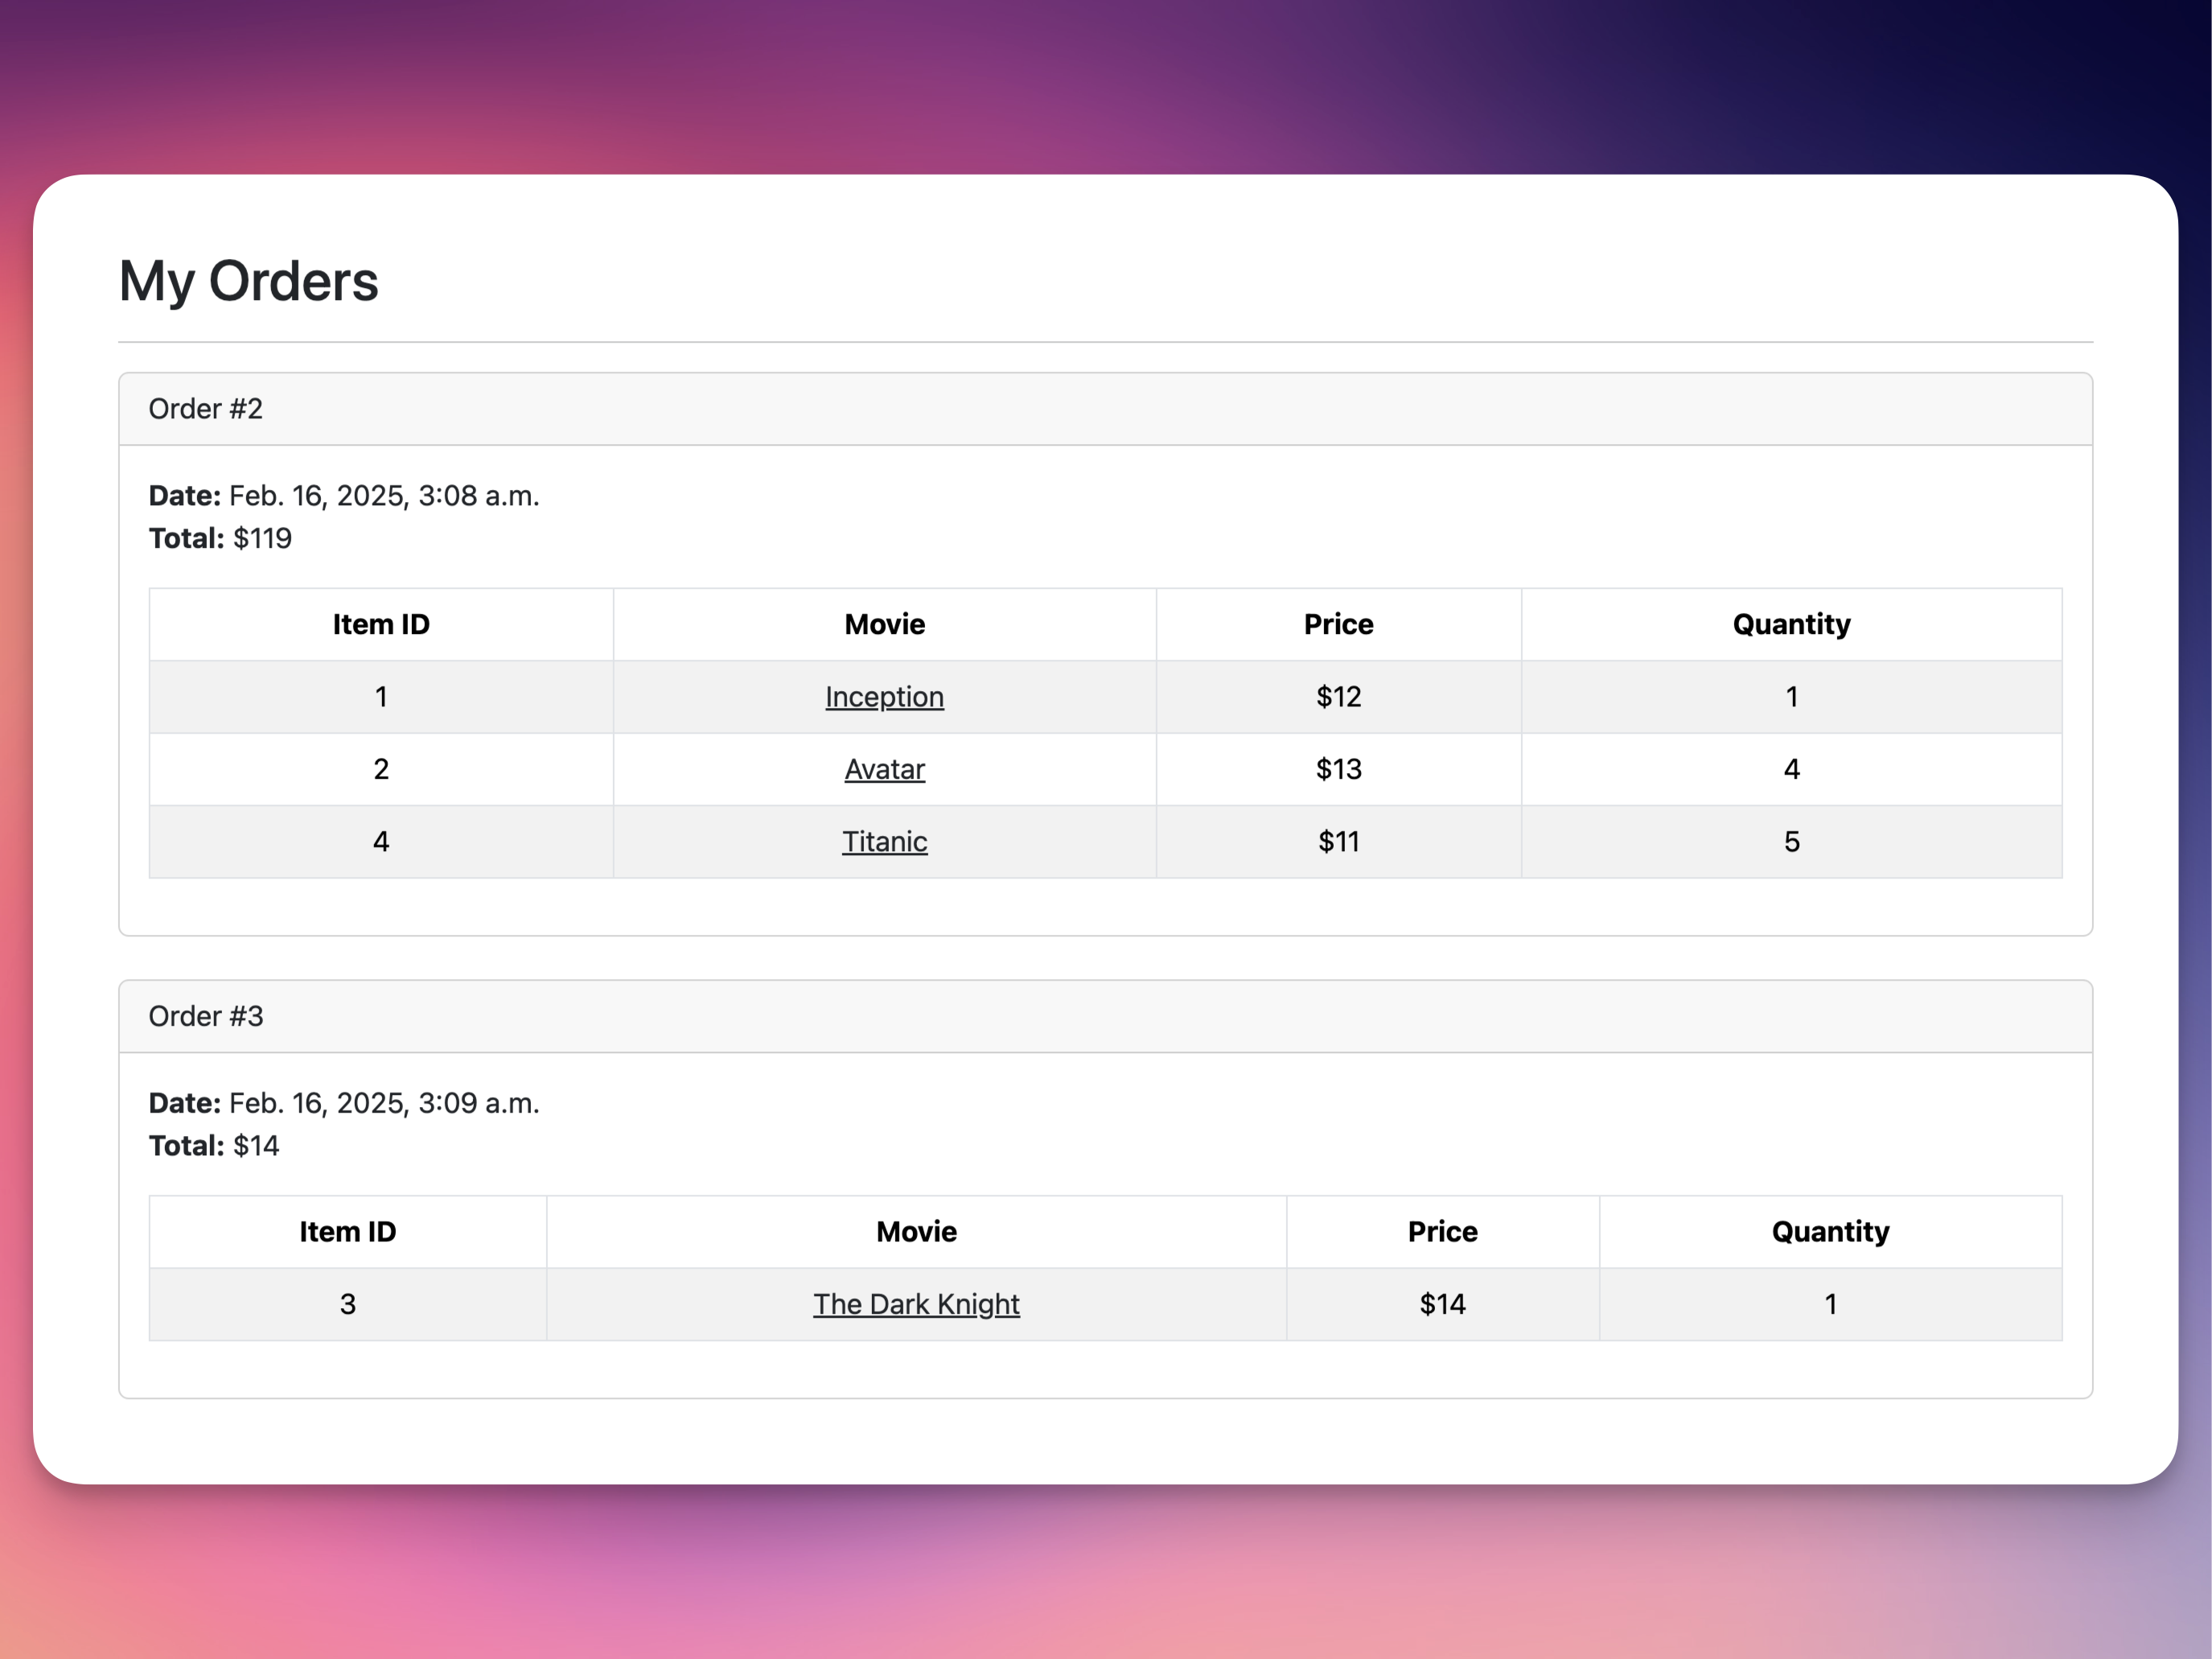 My Orders
Order #2
Date: Feb. 16, 2025, 3:08 a.m.
Total: $119
Item ID Movie Price Quantity
1 Inception $12 1
2 Avatar $13 4
4 Titanic $11 5
Order #3
Date: Feb. 16, 2025, 3:09 a.m.
Total: $14
Item ID Movie Price Quantity
3 The Dark Knight $14 1